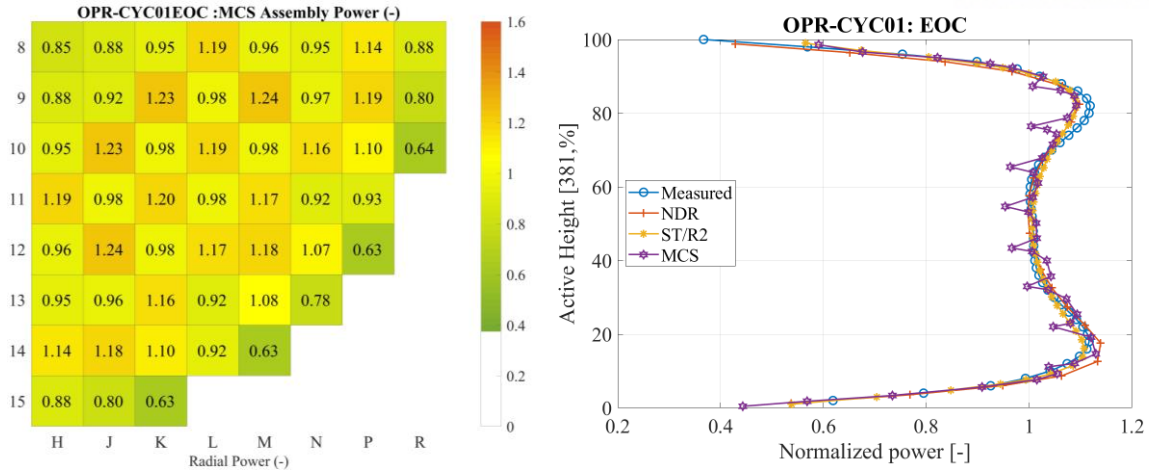 OPR-CYC01EOC :MCS Assembly Power (-)
8 0.85 0.88 0.95 1.19 0.96 0.95 1.14 0.88
9 0.88 0.92 1.23 0.98 1.24 0.97 1.19 0.80
10 0.95 1.23 0.98 1.19 0.98 1.16 1.10 0.64
11 1.19 0.98 1.20 0.98 1.17 0.92 0.93
12 0.96 1.24 0.98 1.17 1.18 1.07 0.63
13 0.95 0.96 1.16 0.92 1.08 0.78
14 1.14 1.18 1.10 0.92 0.63
15 0.88 0.80 0.63
H J K L M N P R
Radial Power (-)
1.6
1.4
1.2
1
0.8
0.6
0.4
0.2
0
OPR-CYC01: EOC
Active Height [381,%]
100
80
60
40
20
0
Measured
NDR
ST/R2
MCS
0.2 0.4 0.6 0.8 1 1.2
Normalized power [-]